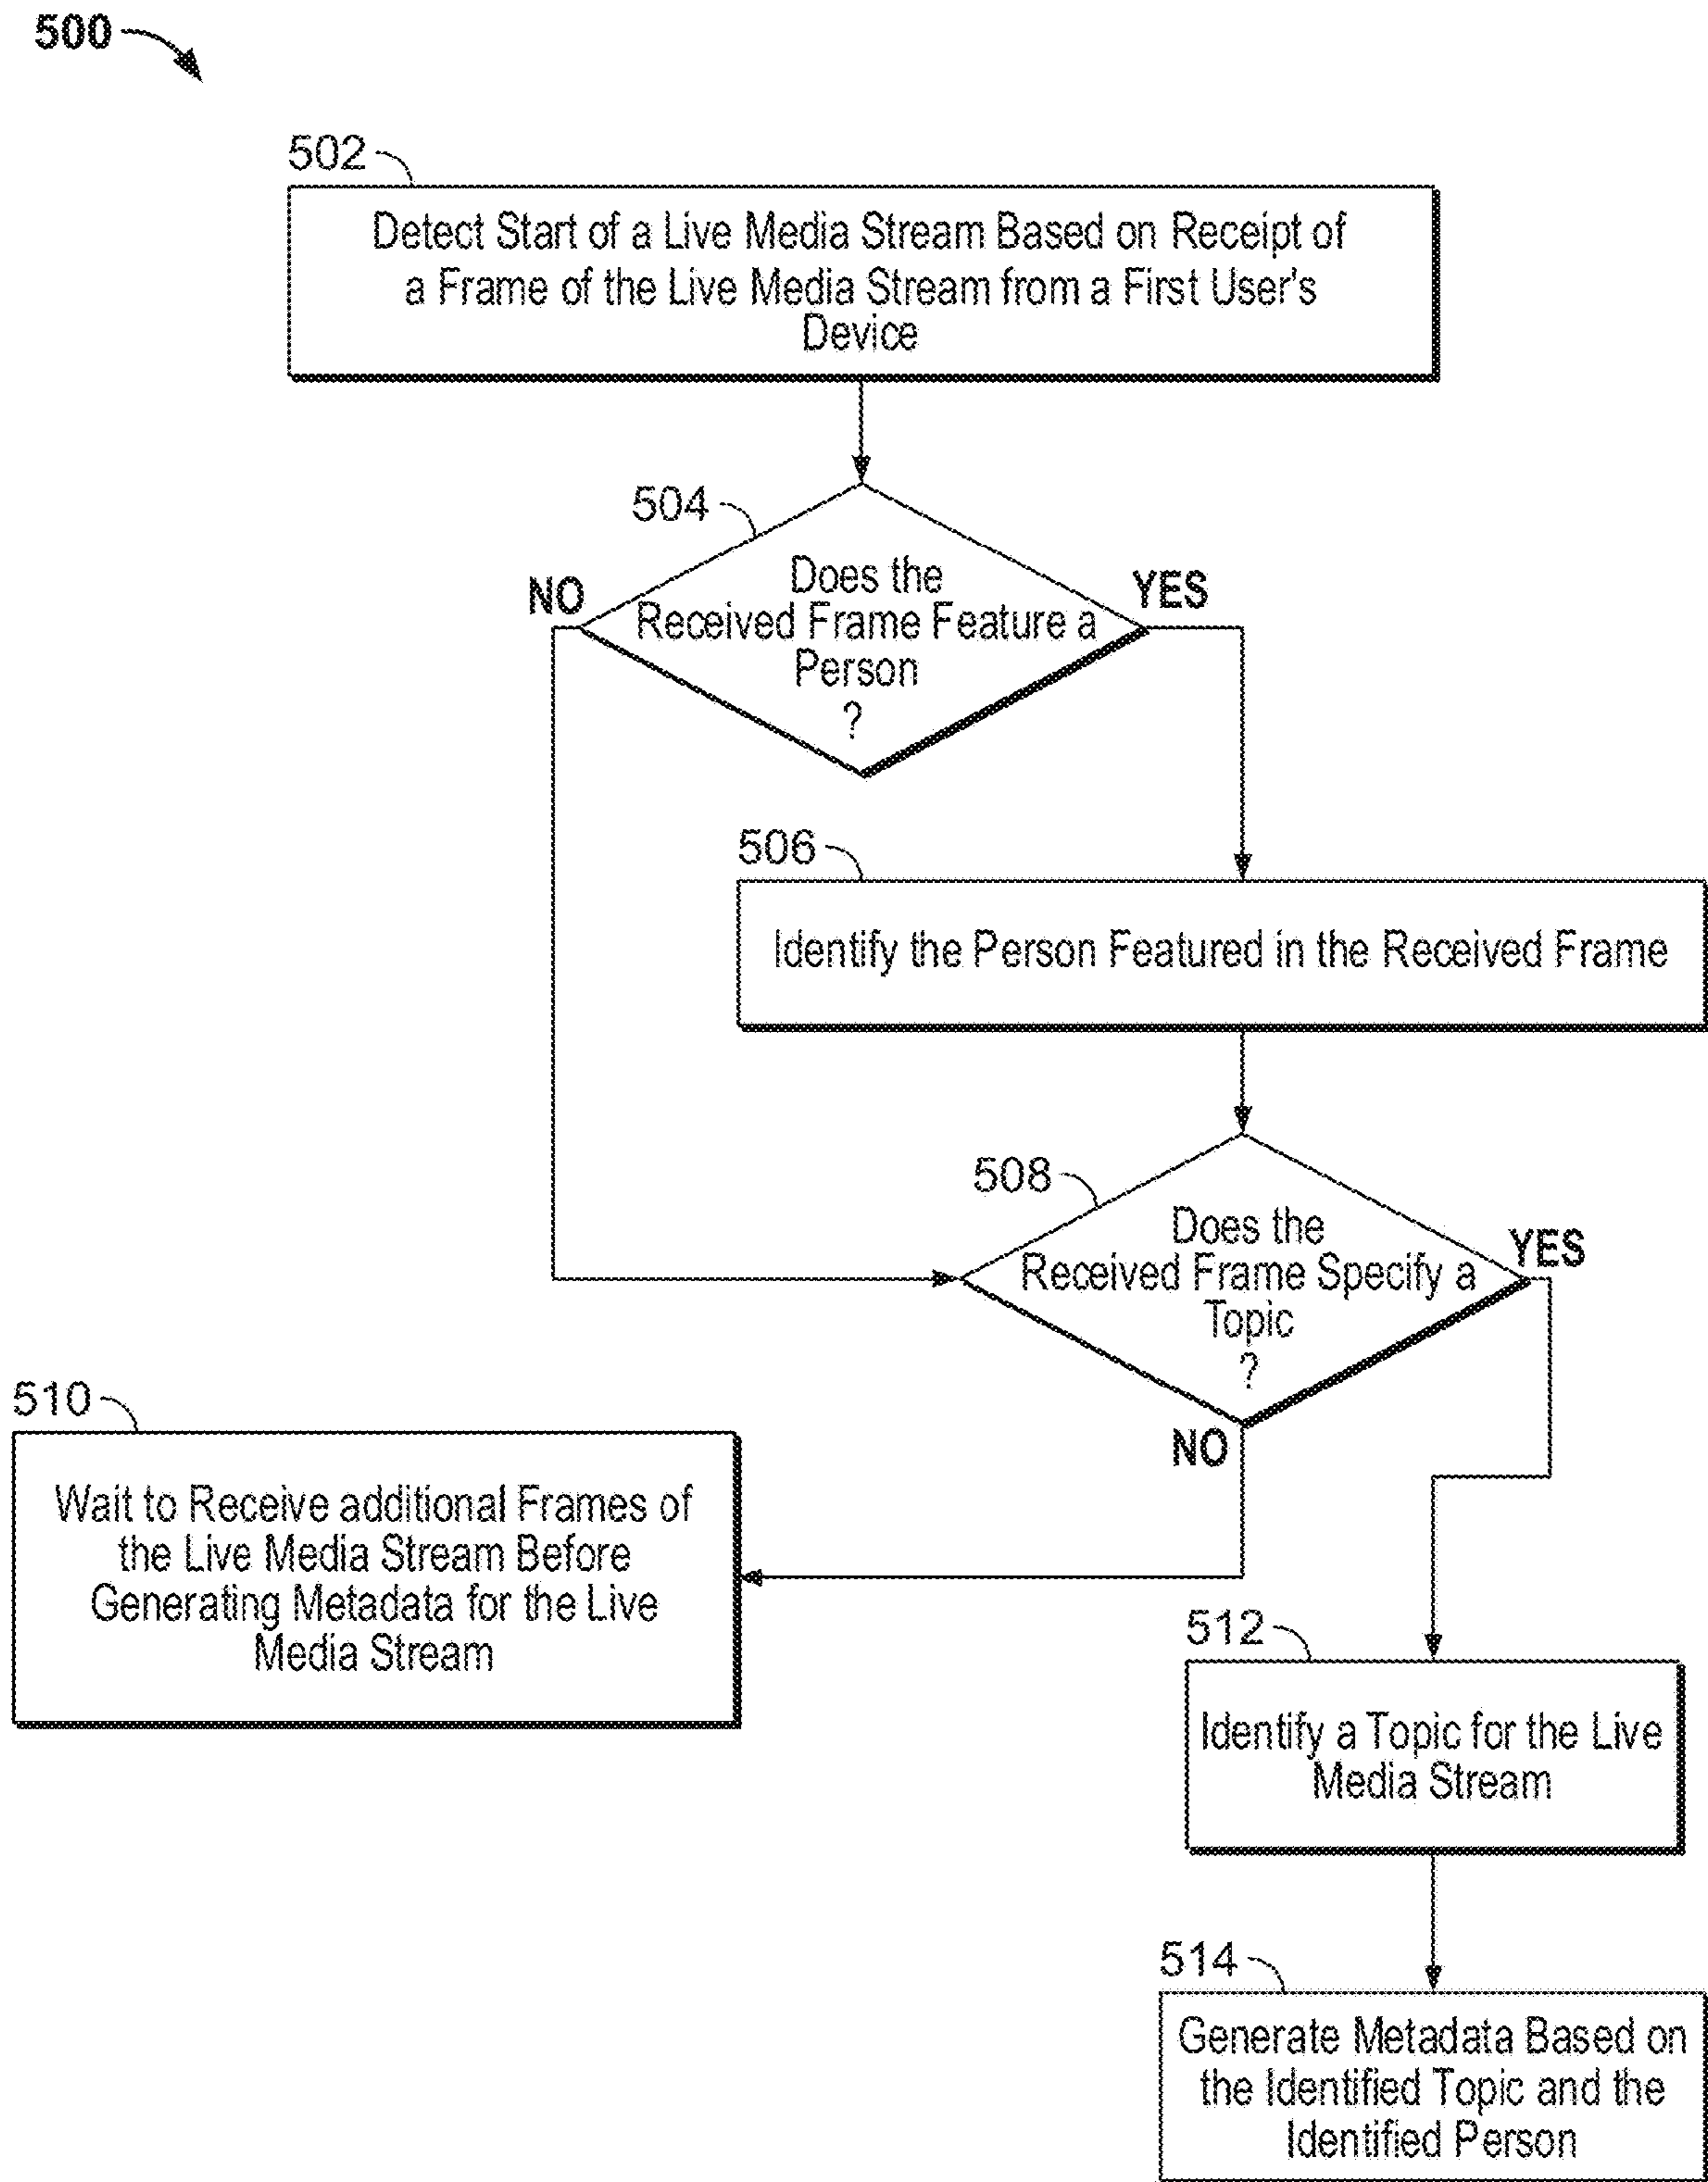 500
502
Detect Start of a Live Media Stream Based on Receipt of
a Frame of the Live Media Stream from a First User's
Device
504
NO
YES
Does the
Received Frame Feature a
Person
?
506
Identify the Person Featured in the Received Frame
508
Does the
Received Frame Specify a
Topic
?
YES
NO
510
Wait to Receive additional Frames of
the Live Media Stream Before
Generating Metadata for the Live
Media Stream
512
Identify a Topic for the Live
Media Stream
514
Generate Metadata Based on
the Identified Topic and the
Identified Person